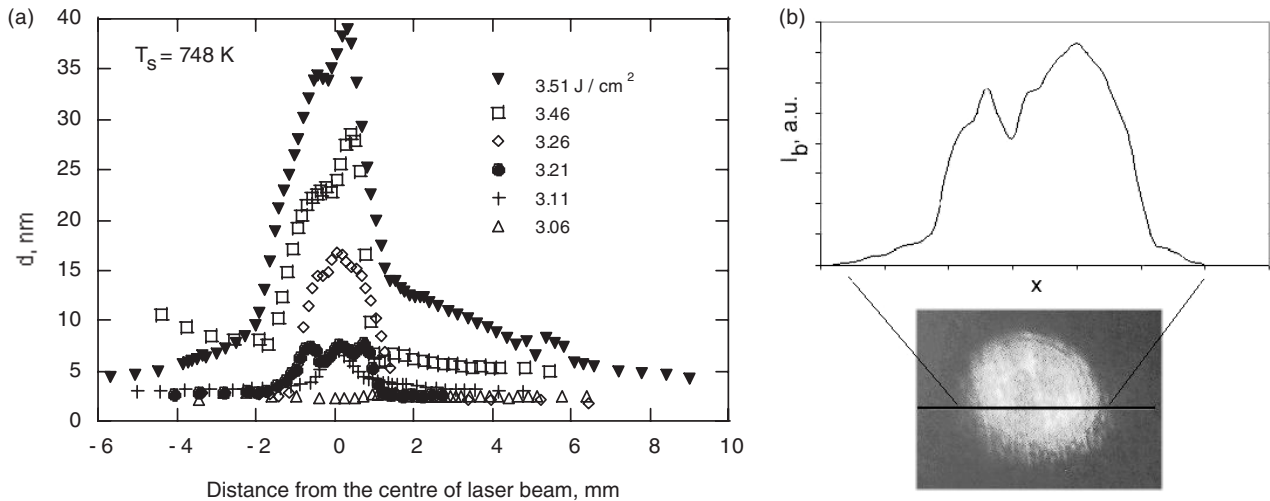 (a)
40
35
30
25
20
15
10
5
0
d, nm
T_s = 748 K
3.51 J / cm^2
3.46
3.26
3.21
3.11
3.06
- 6 - 4 - 2 0 2 4 6 8 10
Distance from the centre of laser beam, mm
(b)
I_b, a.u.
x